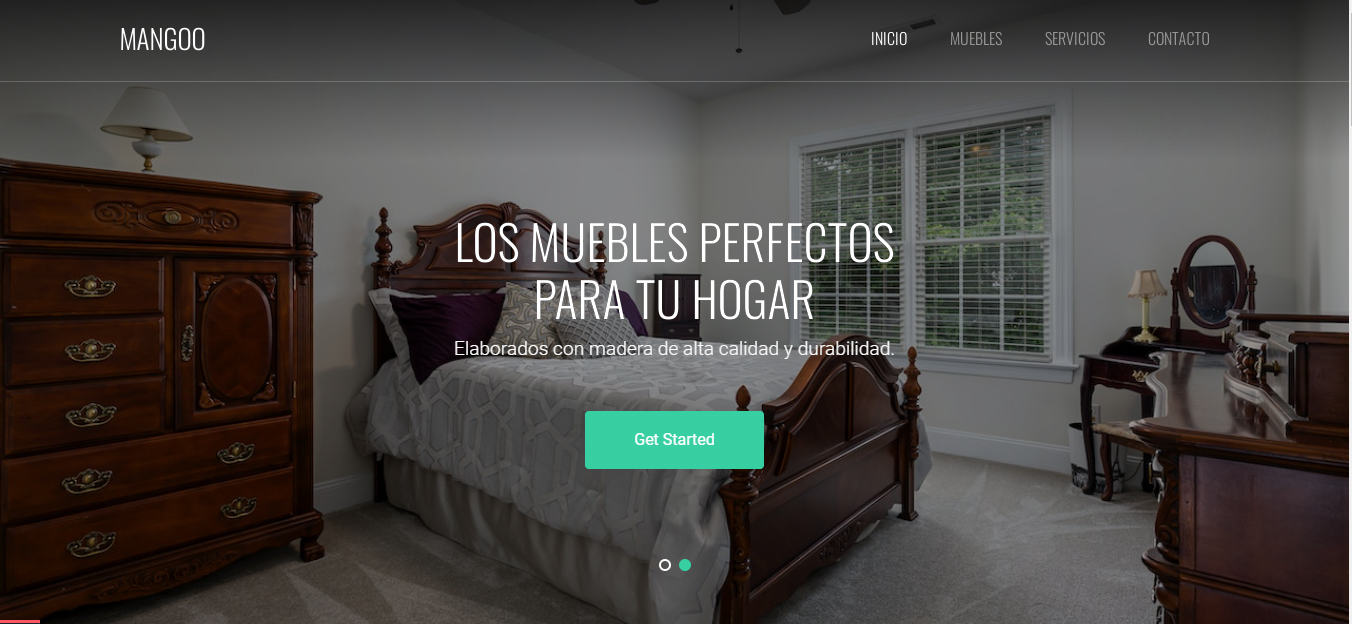 MANGOO
INICIO MUEBLES SERVICIOS CONTACTO
LOS MUEBLES PERFECTOS
PARA TU HOGAR
Elaborados con madera de alta calidad y durabilidad.
Get Started